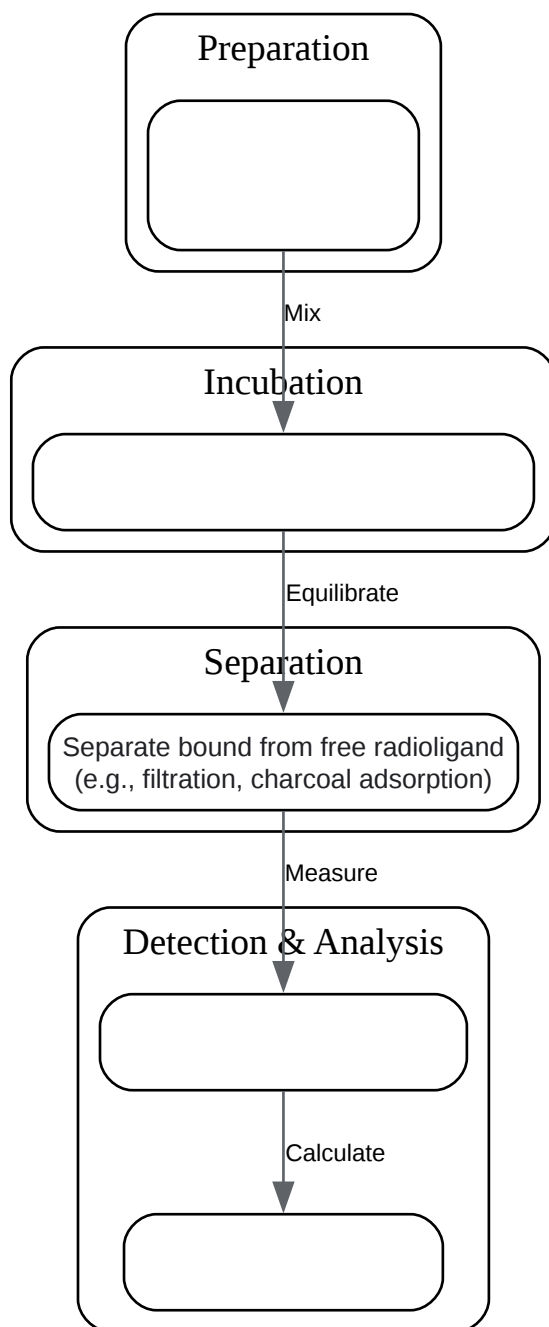 Preparation
Mix
Incubation
Equilibrate
Separation
Separate bound from free radioligand
(e.g., filtration, charcoal adsorption)
Measure
Detection & Analysis
Calculate